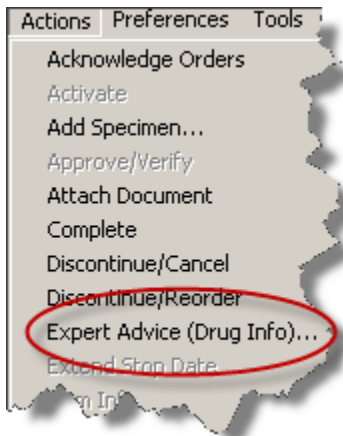 Actions Preferences Tools
Acknowledge Orders
Activate
Add Specimen...
Approve/Verify
Attach Document
Complete
Discontinue/Cancel
Discontinue/Reorder
Expert Advice (Drug Info)...
Extend Stop Date